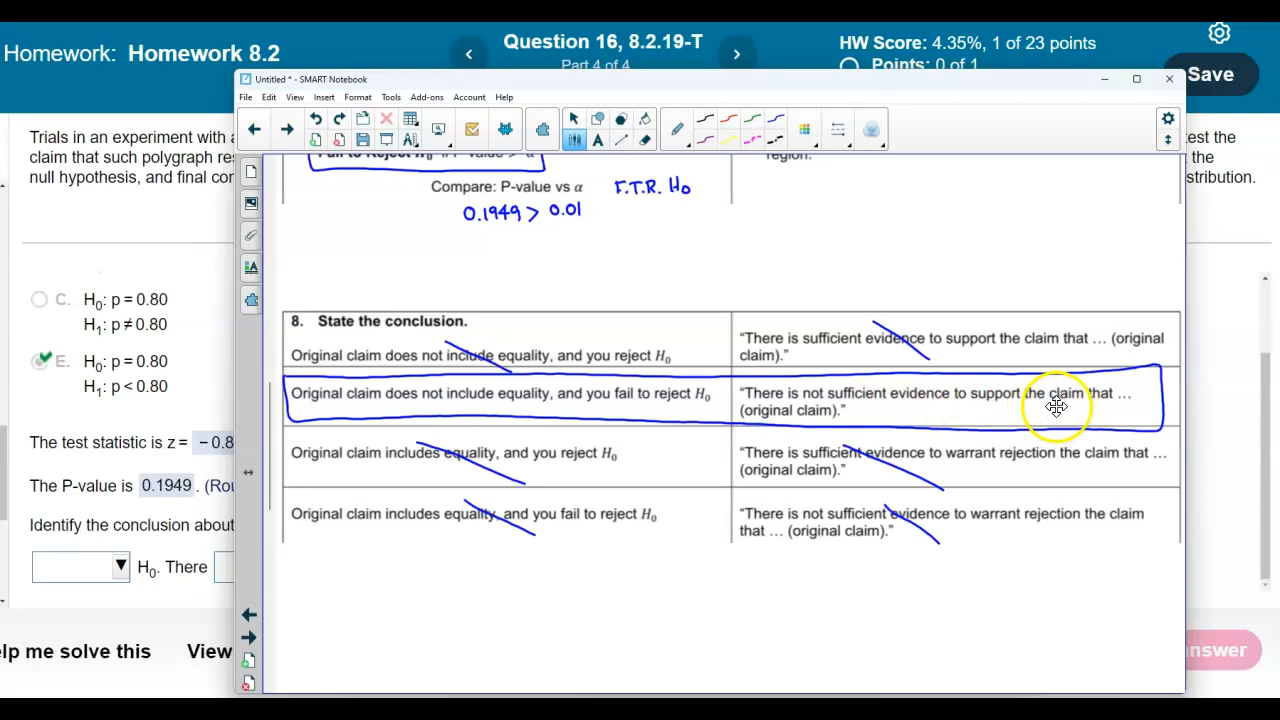 Homework: Homework 8.2
Question 16, 8.2.19-T
Part 4 of 4
HW Score: 4.35%, 1 of 23 points
Points: 0 of 1
Save
Untitled * - SMART Notebook
File Edit View Insert Format Tools Add-ons Account Help
Trials in an experiment with a
claim that such polygraph
null hypothesis, and final
est the
the
stribution.
C. H0: p = 0.80
H1: p ≠ 0.80
E. H0: p = 0.80
H1: p < 0.80
The test statistic is z = − 0.8
The P-value is 0.1949 .
Identify the conclusion about
H0. There
elp me solve this
View
nswer
Fail to Reject H0 if P-value > α
region.
Compare: P-value vs α
F.T.R. H0
0.1949 > 0.01
8. State the conclusion.
Original claim does not include equality, and you reject H0
"There is sufficient evidence to support the claim that … (original
claim)."
Original claim does not include equality, and you fail to reject H0
"There is not sufficient evidence to support the claim that …
(original claim)."
Original claim includes equality, and you reject H0
"There is sufficient evidence to warrant rejection the claim that …
(original claim)."
Original claim includes equality, and you fail to reject H0
"There is not sufficient evidence to warrant rejection the claim
that … (original claim)."